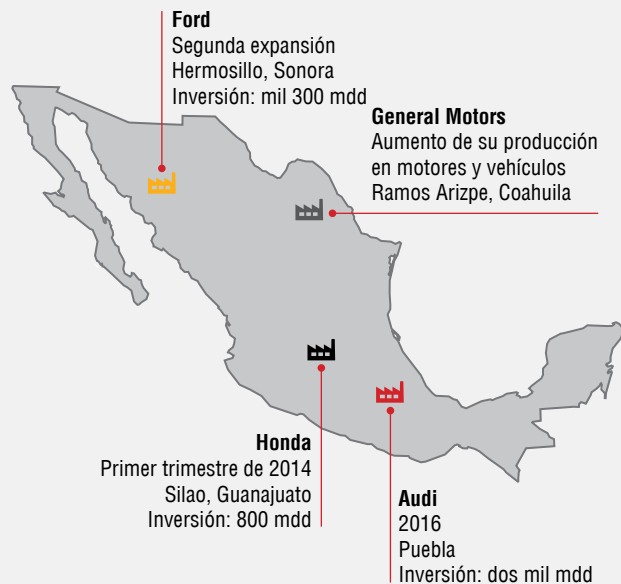 Ford
Segunda expansión
Hermosillo, Sonora
Inversión: mil 300 mdd
General Motors
Aumento de su producción
en motores y vehículos
Ramos Arizpe, Coahuila
Honda
Primer trimestre de 2014
Silao, Guanajuato
Inversión: 800 mdd
Audi
2016
Puebla
Inversión: dos mil mdd